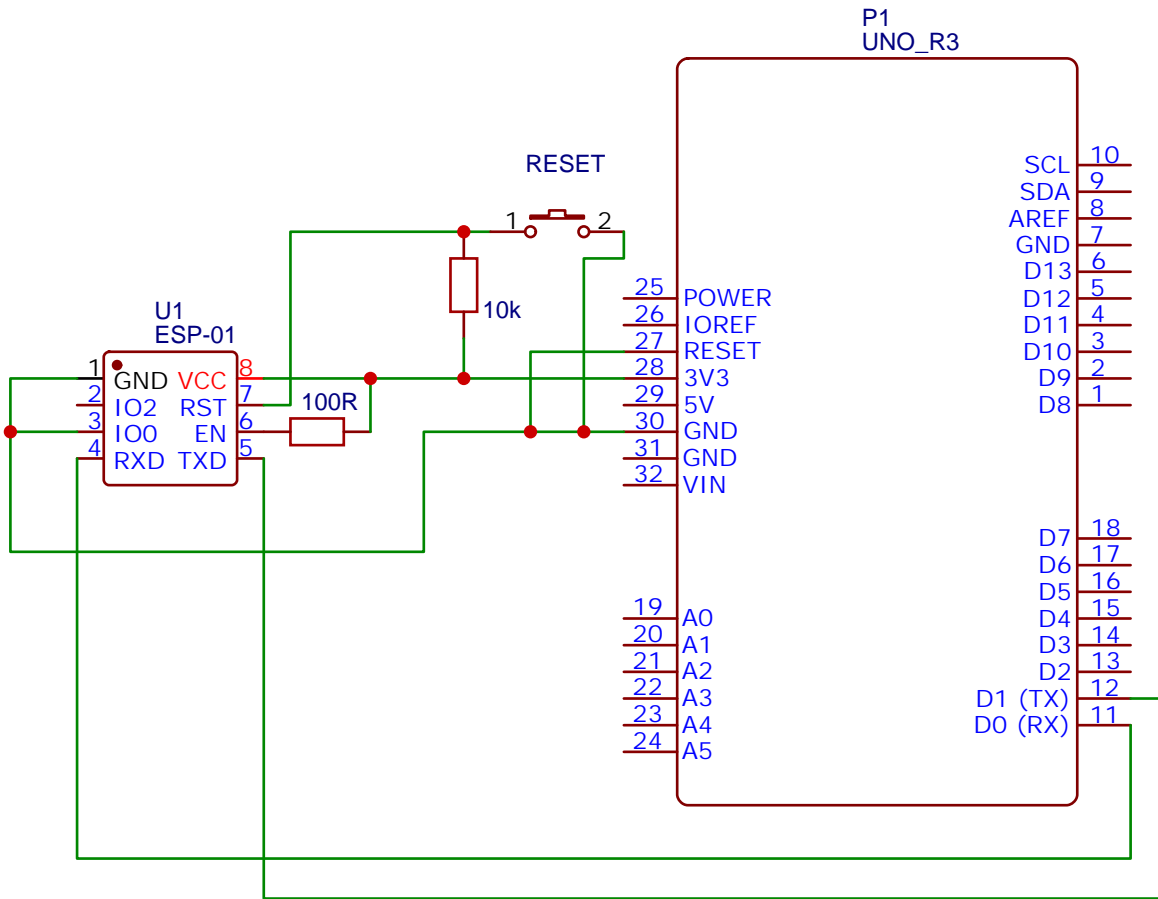 P1
UNO_R3
RESET
1 2
10k
U1
ESP-01
1 GND VCC 8
2 IO2 RST 7
3 IO0 EN 6
4 RXD TXD 5
100R
25 POWER
26 IOREF
27 RESET
28 3V3
29 5V
30 GND
31 GND
32 VIN
19 A0
20 A1
21 A2
22 A3
23 A4
24 A5
SCL 10
SDA 9
AREF 8
GND 7
D13 6
D12 5
D11 4
D10 3
D9 2
D8 1
D7 18
D6 17
D5 16
D4 15
D3 14
D2 13
D1 (TX) 12
D0 (RX) 11